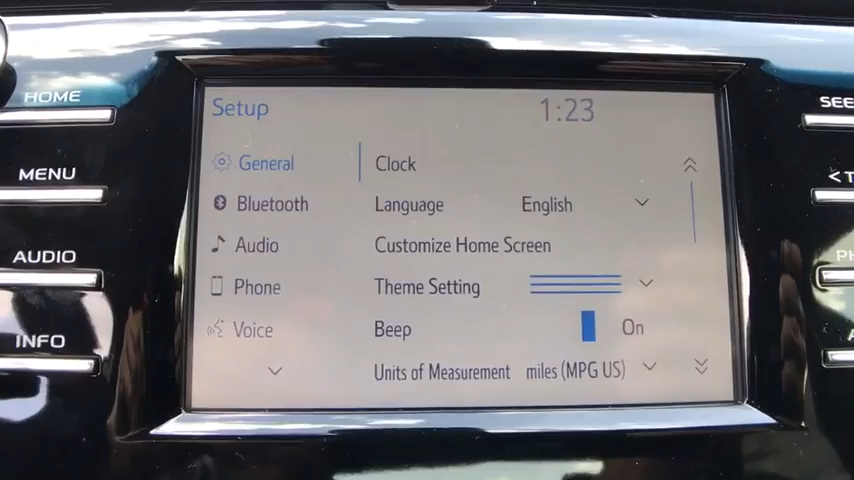 HOME
MENU
AUDIO
INFO
Setup 1:23
General
Bluetooth
Audio
Phone
Voice
Clock
Language English
Customize Home Screen
Theme Setting
Beep On
Units of Measurement miles (MPG US)